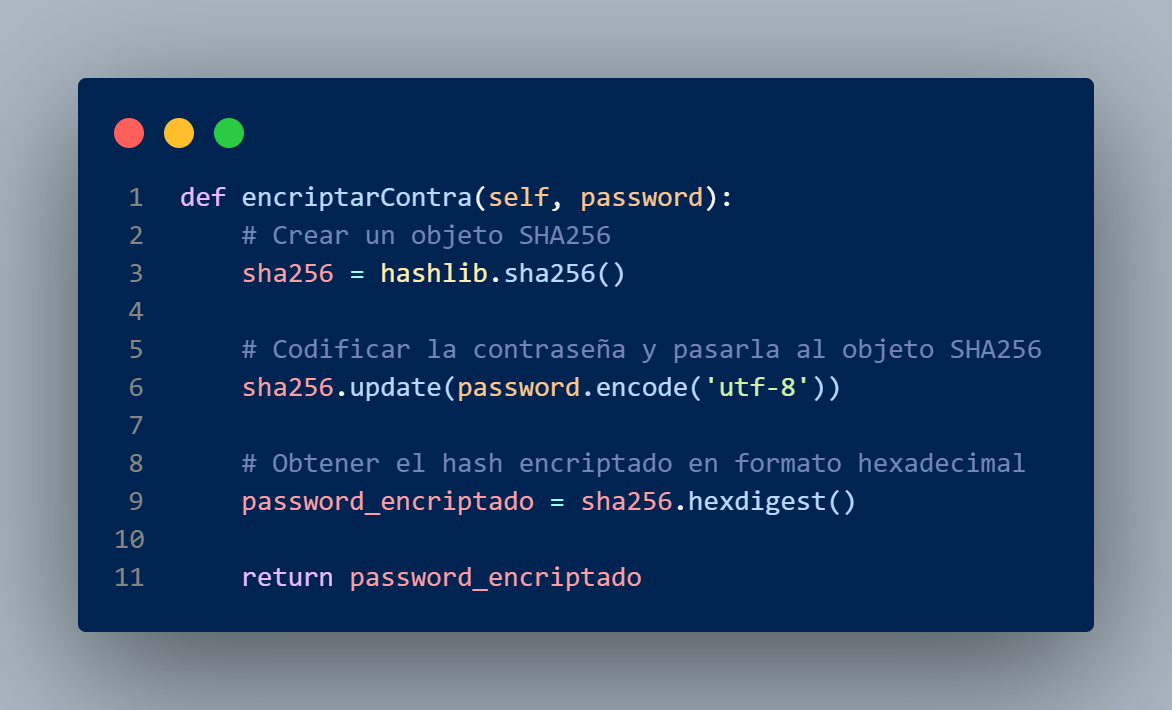 1 def encriptarContra(self, password):
2     # Crear un objeto SHA256
3     sha256 = hashlib.sha256()
4
5     # Codificar la contraseña y pasarla al objeto SHA256
6     sha256.update(password.encode('utf-8'))
7
8     # Obtener el hash encriptado en formato hexadecimal
9     password_encriptado = sha256.hexdigest()
10
11     return password_encriptado